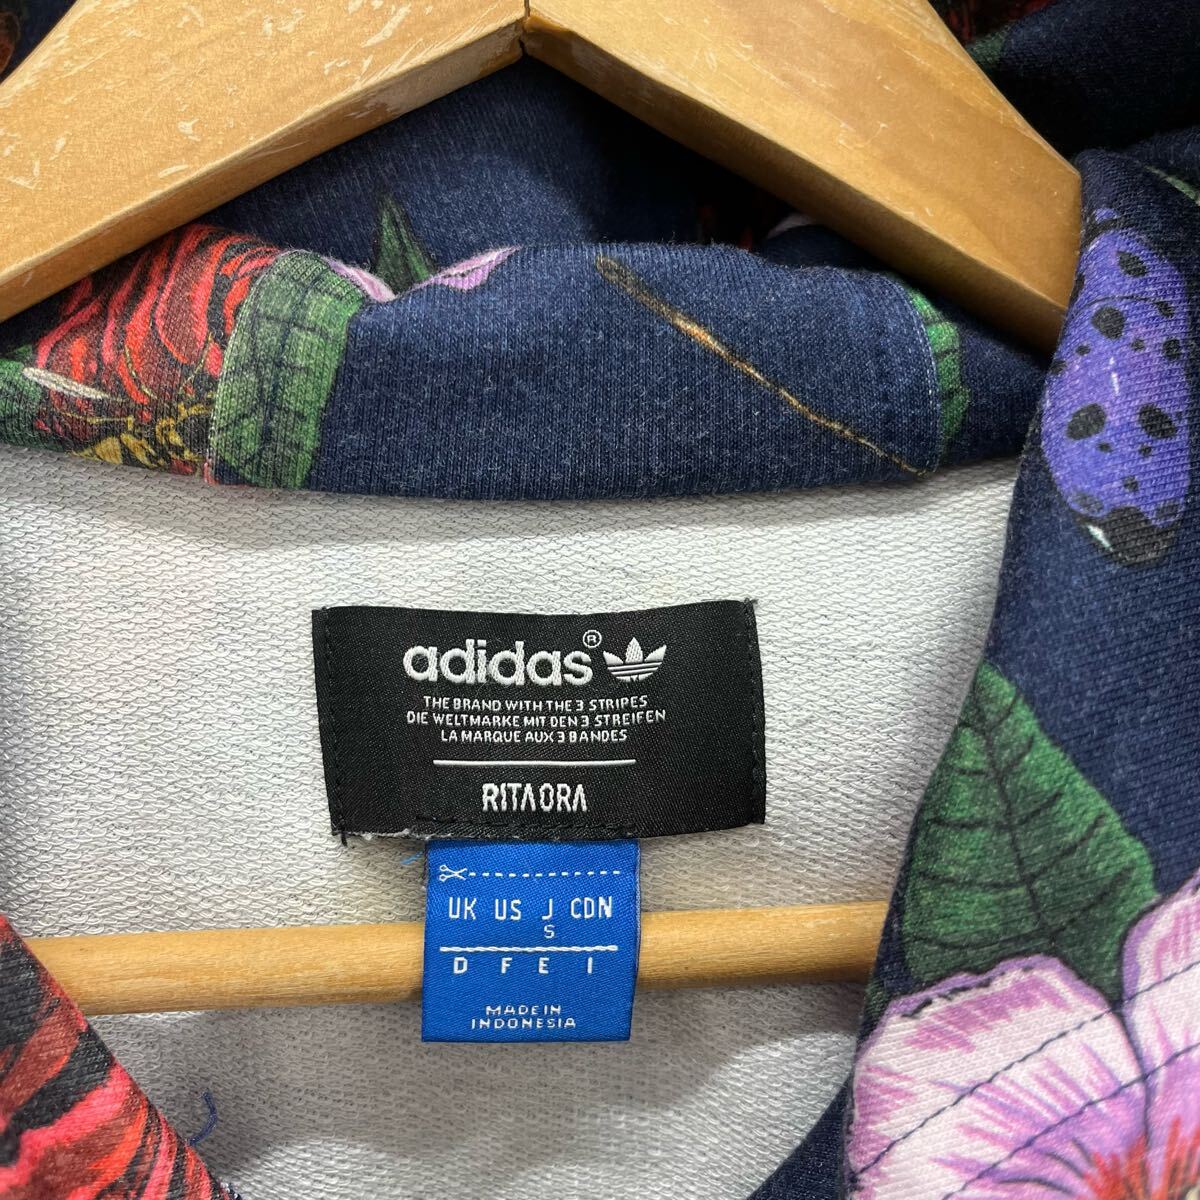 adidas®
THE BRAND WITH THE 3 STRIPES
DIE WELTMARKE MIT DEN 3 STREIFEN
LA MARQUE AUX 3 BANDES
RITA ORA
UK US J CDN
S
D F E I
MADE IN
INDONESIA